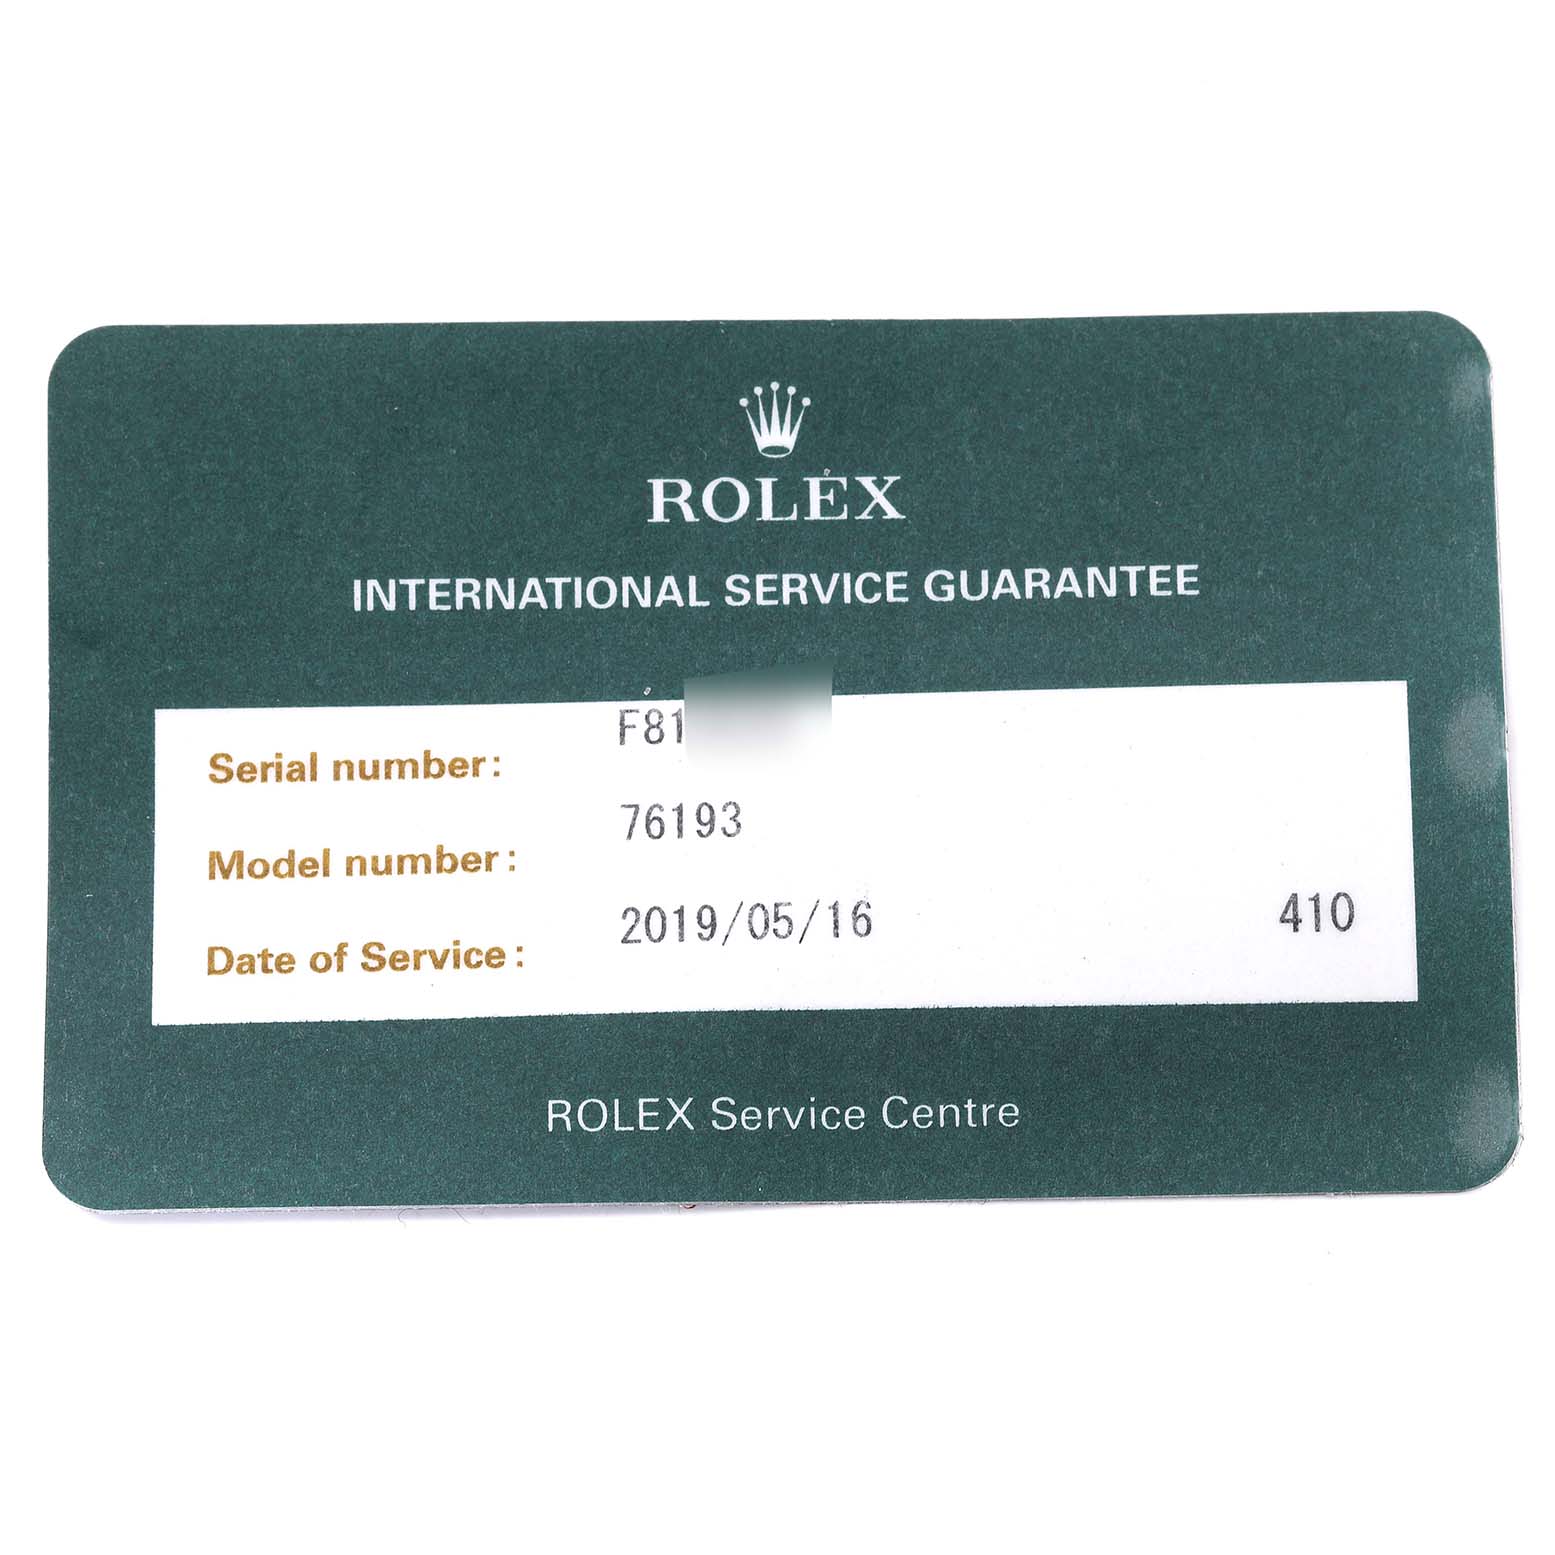 ROLEX
INTERNATIONAL SERVICE GUARANTEE
Serial number: F81
Model number: 76193
Date of Service: 2019/05/16 410
ROLEX Service Centre